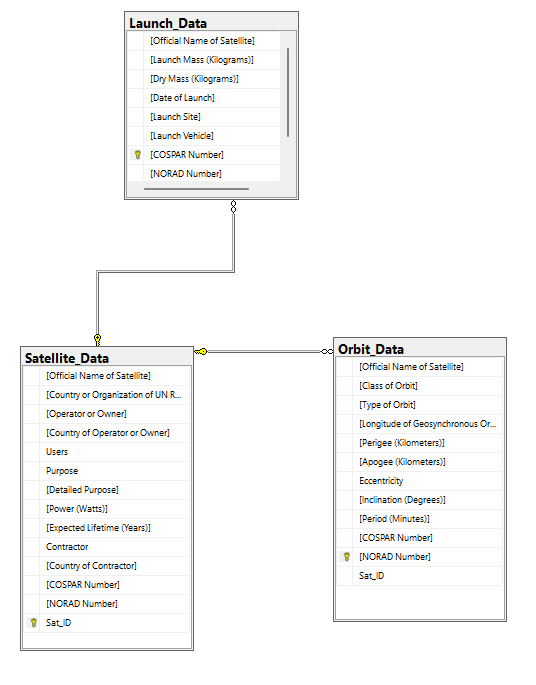 Launch_Data
[Official Name of Satellite]
[Launch Mass (Kilograms)]
[Dry Mass (Kilograms)]
[Date of Launch]
[Launch Site]
[Launch Vehicle]
[COSPAR Number]
[NORAD Number]
Satellite_Data
[Official Name of Satellite]
[Country or Organization of UN R...
[Operator or Owner]
[Country of Operator or Owner]
Users
Purpose
[Detailed Purpose]
[Power (Watts)]
[Expected Lifetime (Years)]
Contractor
[Country of Contractor]
[COSPAR Number]
[NORAD Number]
Sat_ID
Orbit_Data
[Official Name of Satellite]
[Class of Orbit]
[Type of Orbit]
[Longitude of Geosynchronous Or...
[Perigee (Kilometers)]
[Apogee (Kilometers)]
Eccentricity
[Inclination (Degrees)]
[Period (Minutes)]
[COSPAR Number]
[NORAD Number]
Sat_ID